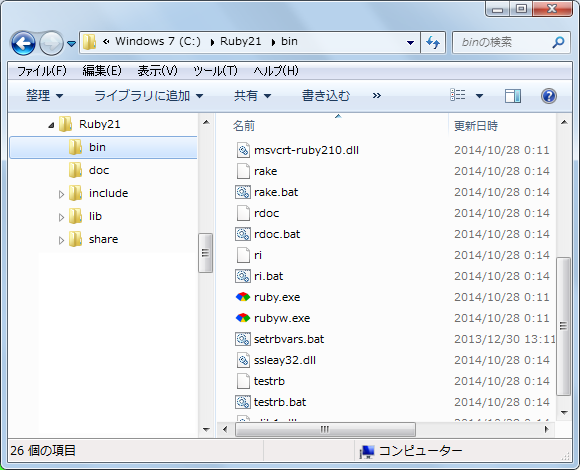 « Windows 7 (C:) ▸ Ruby21 ▸ bin
binの検索
ファイル(F) 編集(E) 表示(V) ツール(T) ヘルプ(H)
整理 ライブラリに追加 共有 書き込む »
Ruby21
bin
doc
include
lib
share
名前 更新日時
msvcrt-ruby210.dll 2014/10/28 0:11
rake 2014/10/28 0:14
rake.bat 2014/10/28 0:14
rdoc 2014/10/28 0:14
rdoc.bat 2014/10/28 0:14
ri 2014/10/28 0:14
ri.bat 2014/10/28 0:14
ruby.exe 2014/10/28 0:11
rubyw.exe 2014/10/28 0:11
setrbvars.bat 2013/12/30 13:11
ssleay32.dll 2014/10/28 0:14
testrb 2014/10/28 0:14
testrb.bat 2014/10/28 0:14
26 個の項目 コンピューター